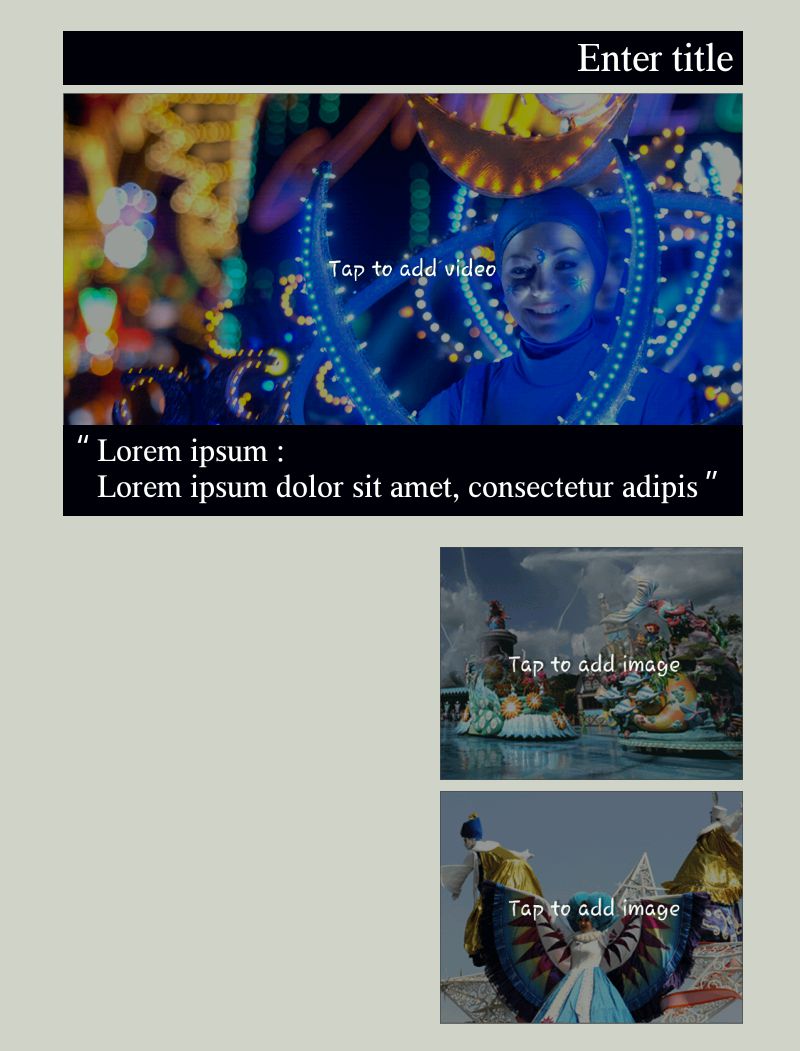 Enter title
Tap to add video
“ Lorem ipsum :
Lorem ipsum dolor sit amet, consectetur adipis ”
Tap to add image
Tap to add image